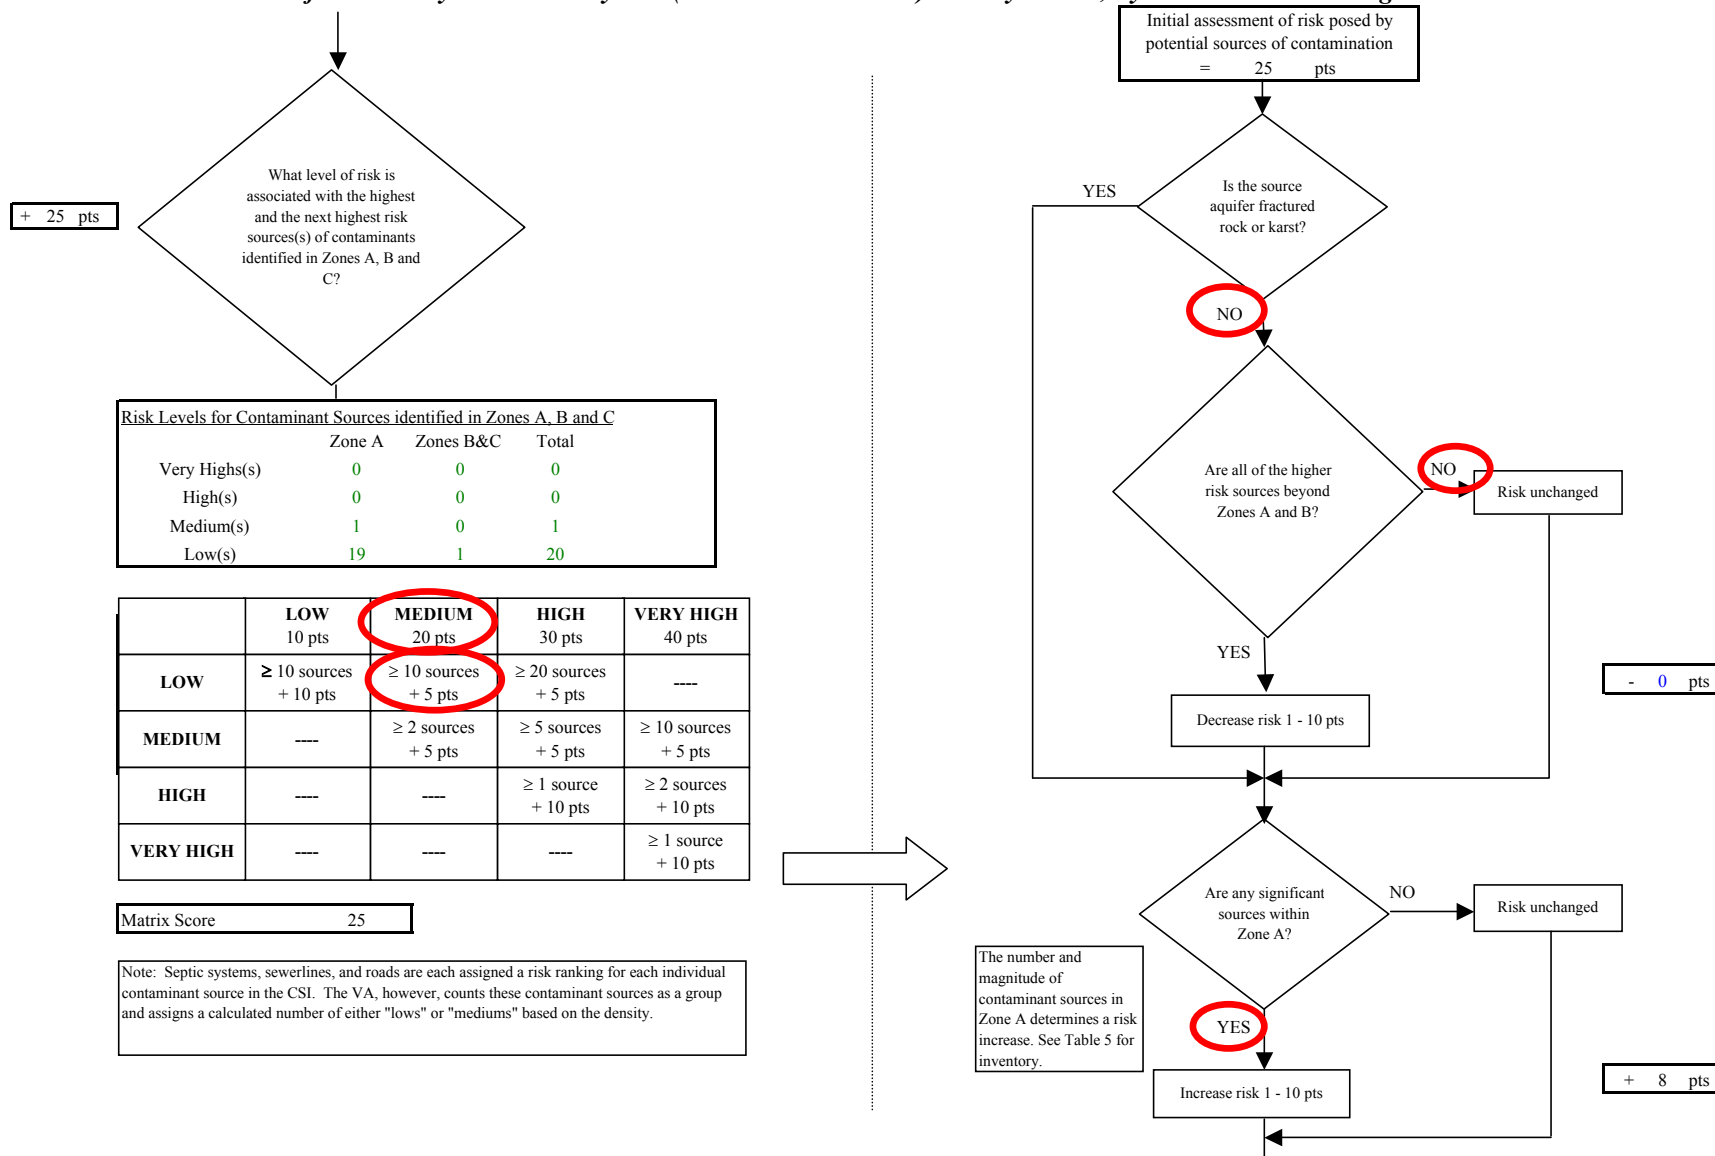 + 25 pts
What level of risk is
associated with the highest
and the next highest risk
sources(s) of contaminants
identified in Zones A, B and
C?
Risk Levels for Contaminant Sources identified in Zones A, B and C
Zone A Zones B&C Total
Very Highs(s) 0 0 0
High(s) 0 0 0
Medium(s) 1 0 1
Low(s) 19 1 20
LOW MEDIUM HIGH VERY HIGH
10 pts 20 pts 30 pts 40 pts
LOW ≥ 10 sources ≥ 10 sources ≥ 20 sources ----
+ 10 pts + 5 pts + 5 pts
MEDIUM ---- ≥ 2 sources ≥ 5 sources ≥ 10 sources
+ 5 pts + 5 pts + 5 pts
HIGH ---- ---- ≥ 1 source ≥ 2 sources
+ 10 pts + 10 pts
VERY HIGH ---- ---- ---- ≥ 1 source
+ 10 pts
Matrix Score 25
Note: Septic systems, sewerlines, and roads are each assigned a risk ranking for each individual
contaminant source in the CSI. The VA, however, counts these contaminant sources as a group
and assigns a calculated number of either "lows" or "mediums" based on the density.
Initial assessment of risk posed by
potential sources of contamination
= 25 pts
Is the source
aquifer fractured
rock or karst?
YES
NO
Are all of the higher
risk sources beyond
Zones A and B?
NO
Risk unchanged
YES
- 0 pts
Decrease risk 1 - 10 pts
Are any significant
sources within
Zone A?
NO
Risk unchanged
The number and
magnitude of
contaminant sources in
Zone A determines a risk
increase. See Table 5 for
inventory.
YES
+ 8 pts
Increase risk 1 - 10 pts